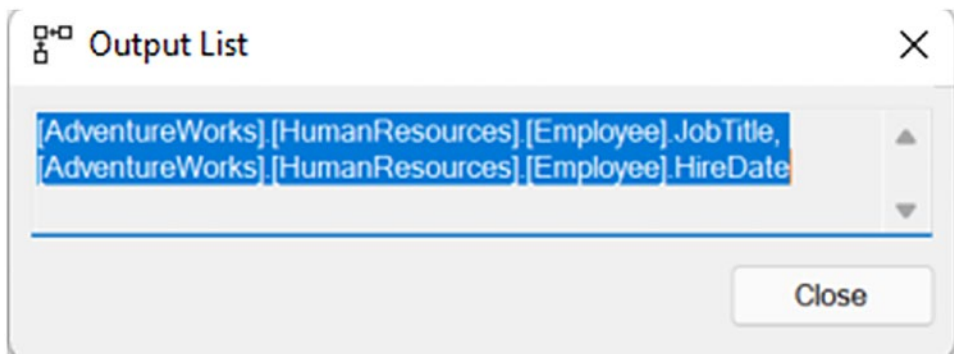 Output List
[AdventureWorks].[HumanResources].[Employee].JobTitle,
[AdventureWorks].[HumanResources].[Employee].HireDate
Close